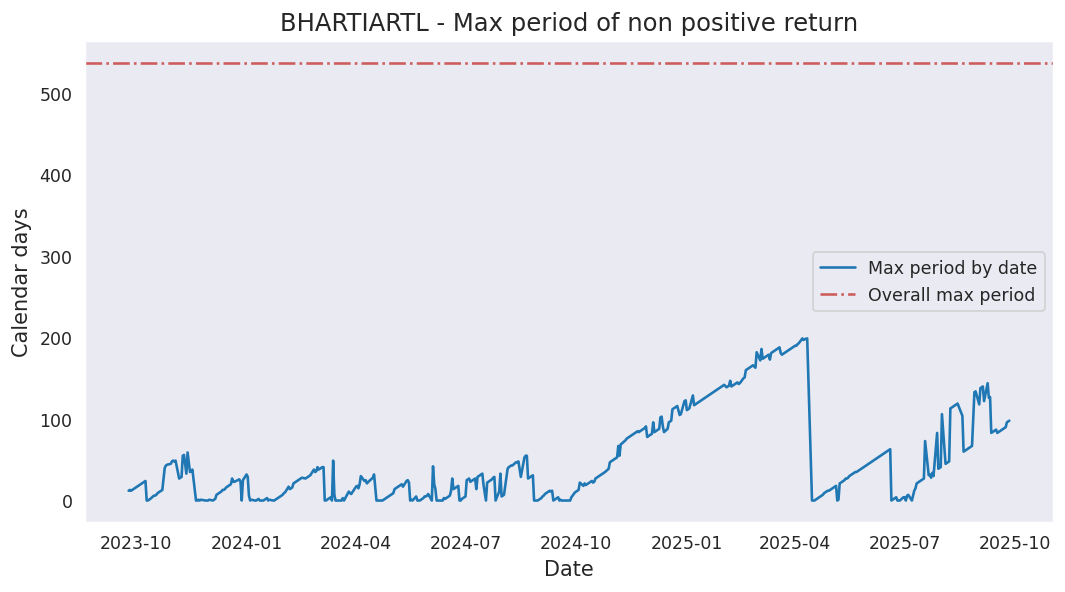 BHARTIARTL - Max period of non positive return
Calendar days
500
400
300
200
100
0
Max period by date
Overall max period
2023-10 2024-01 2024-04 2024-07 2024-10 2025-01 2025-04 2025-07 2025-10
Date